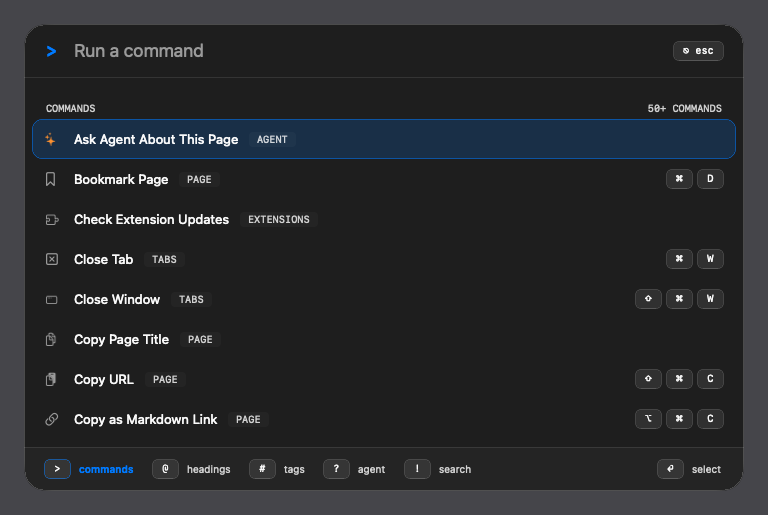 > Run a command esc
COMMANDS 50+ COMMANDS
Ask Agent About This Page AGENT
Bookmark Page PAGE ⌘ D
Check Extension Updates EXTENSIONS
Close Tab TABS ⌘ W
Close Window TABS ⇧ ⌘ W
Copy Page Title PAGE
Copy URL PAGE ⇧ ⌘ C
Copy as Markdown Link PAGE ⌥ ⌘ C
> commands @ headings # tags ? agent ! search ↵ select